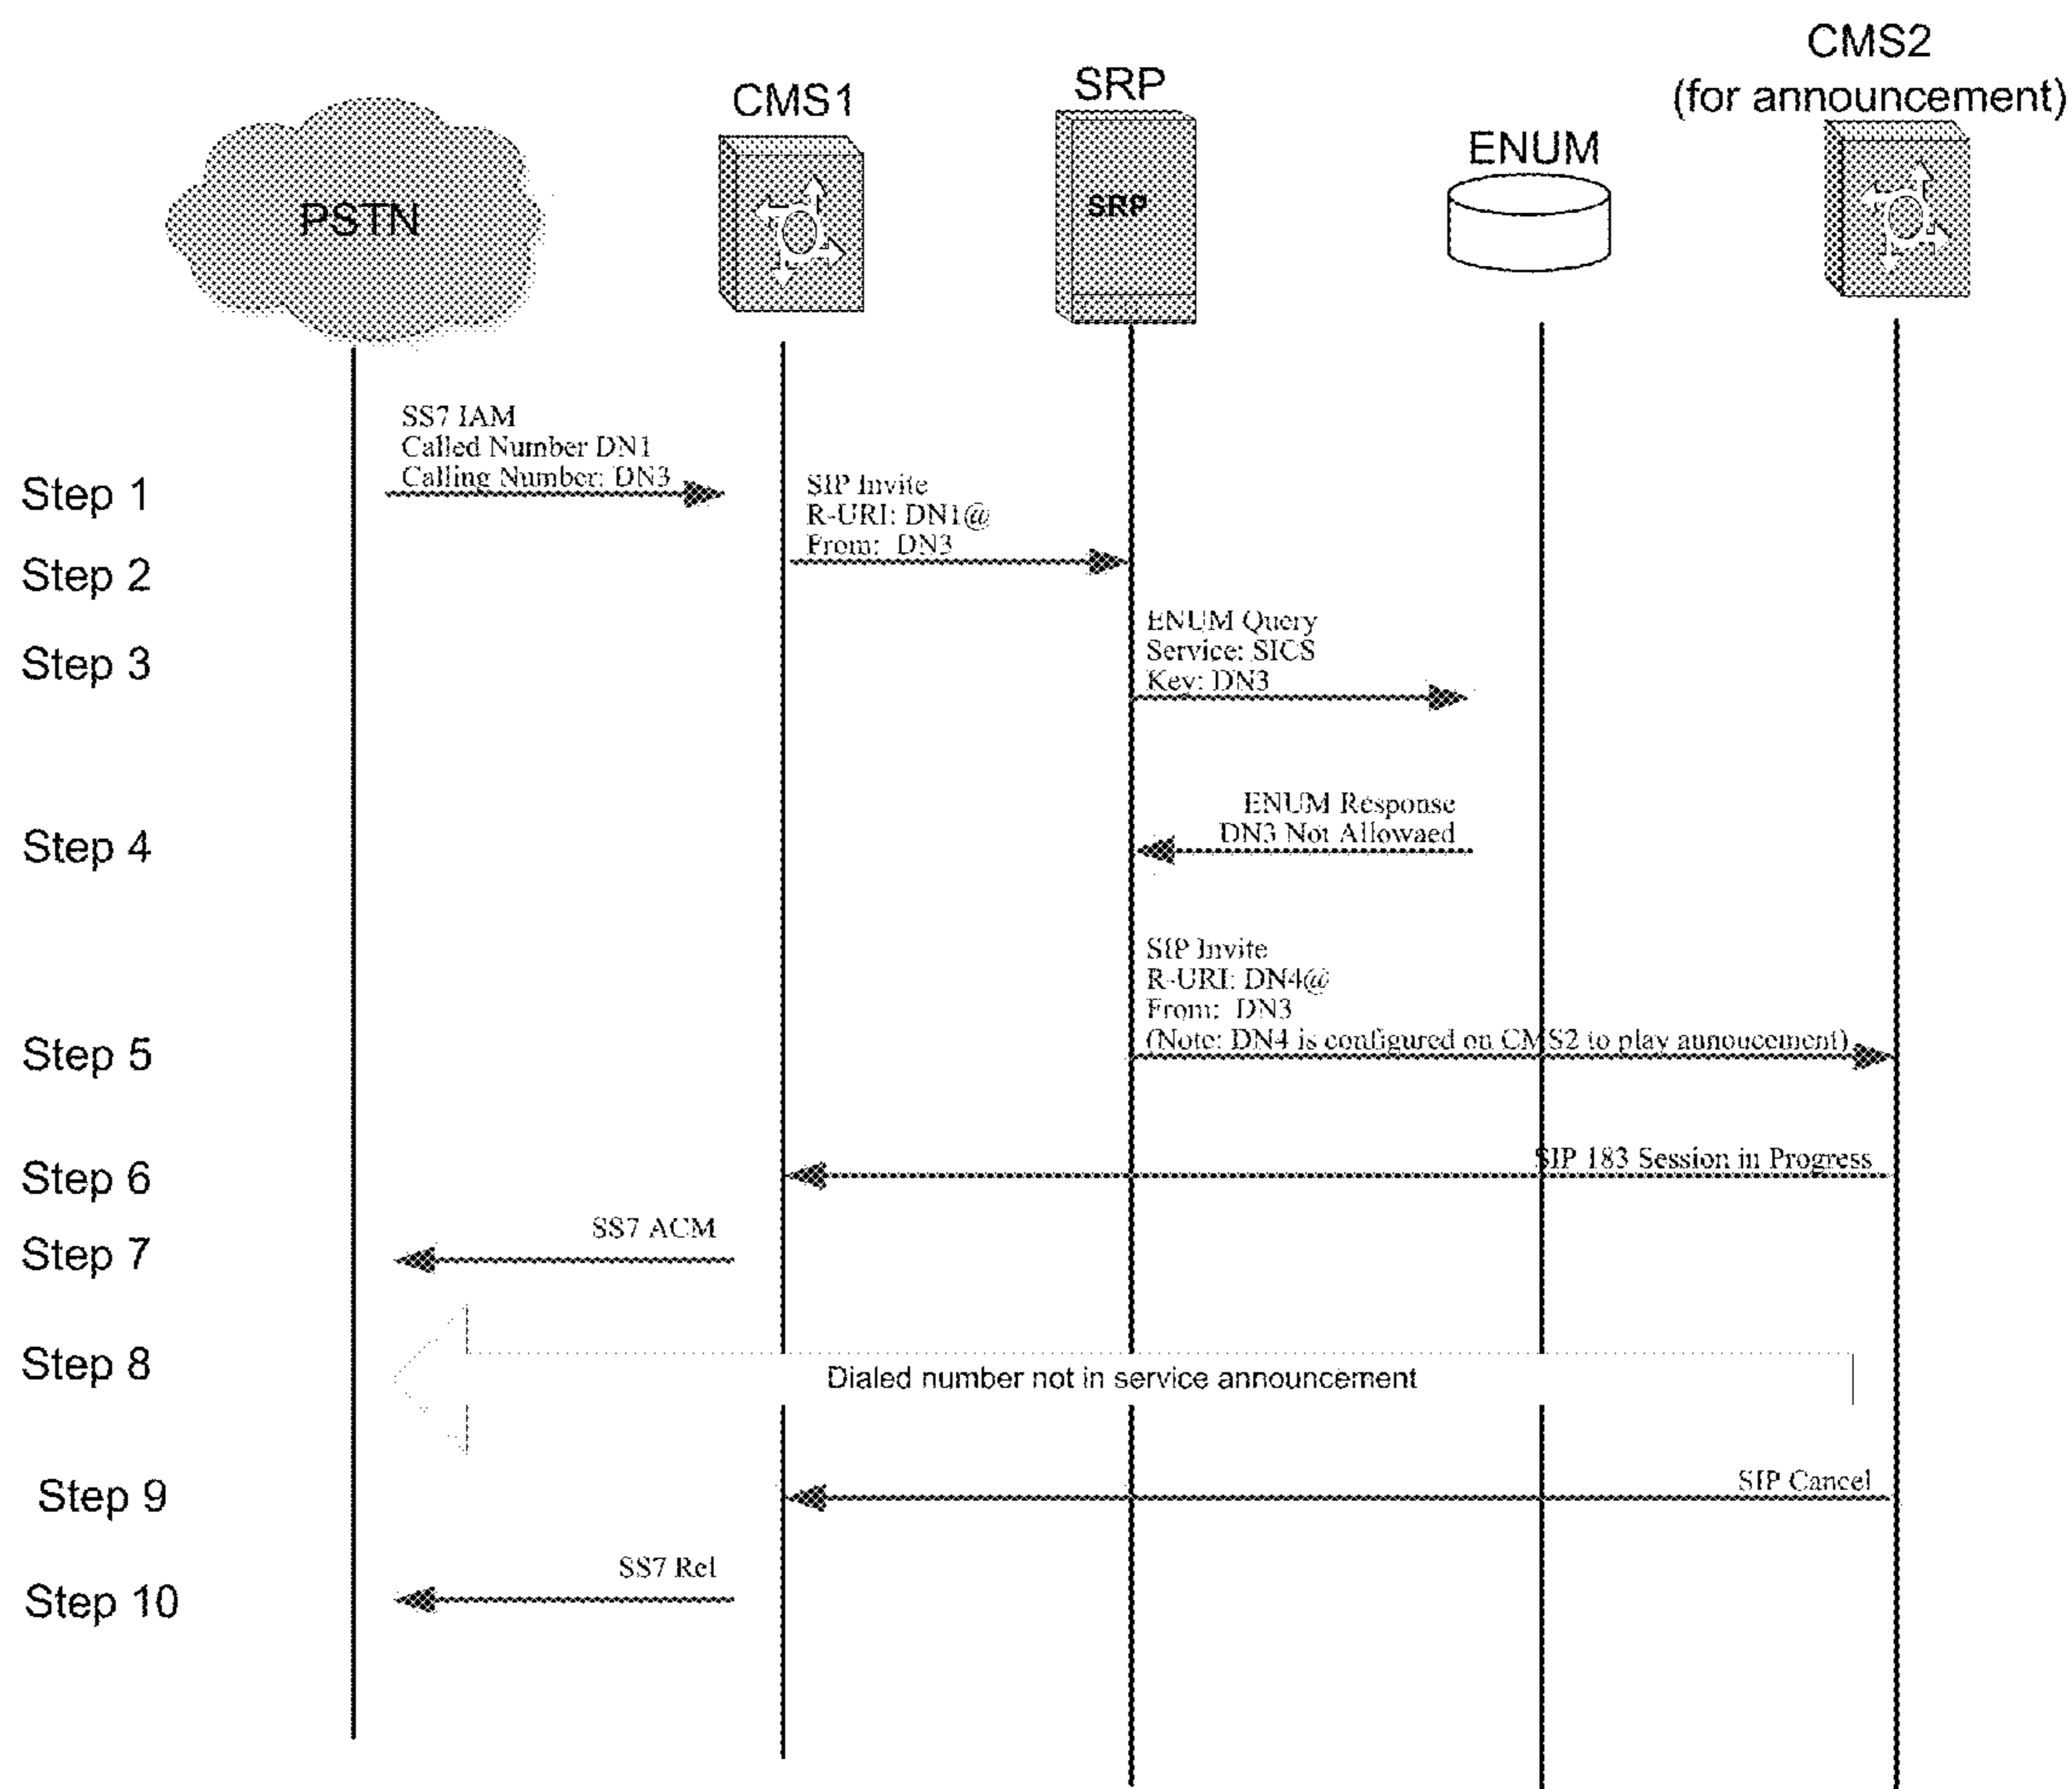 CMS2
(for announcement)
SRP
CMS1
ENUM
PSTN
SRP
SS7 IAM
Called Number DN1
Calling Number: DN3
Step 1
SIP Invite
R-URI: DN1@
From: DN3
Step 2
ENUM Query
Service: SICS
Key: DN3
Step 3
ENUM Response
DN3 Not Allowaed
Step 4
SIP Invite
R-URI: DN4@
From: DN3
(Note: DN4 is configured on CMS2 to play annoucement)
Step 5
SIP 183 Session in Progress
Step 6
SS7 ACM
Step 7
Step 8
Dialed number not in service announcement
SIP Cancel
Step 9
SS7 Rel
Step 10